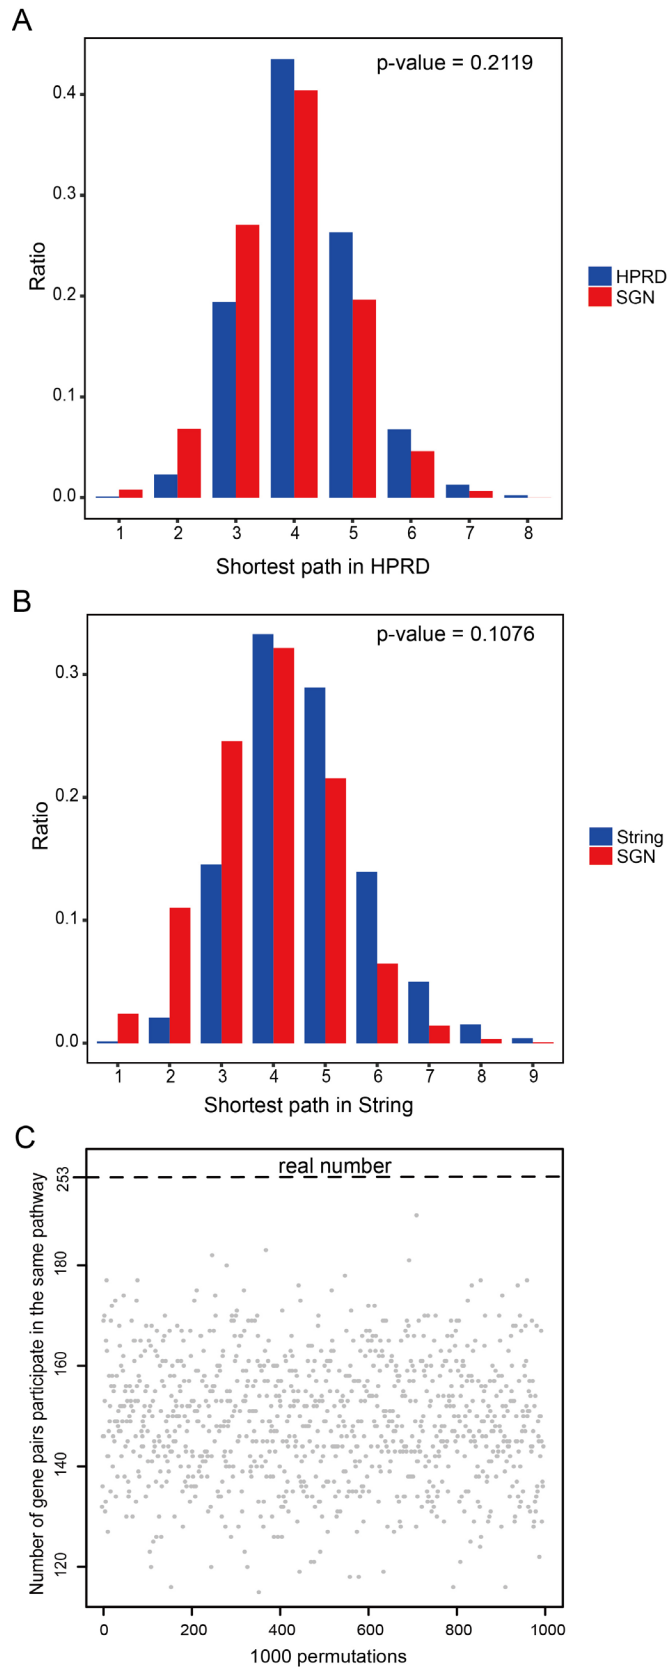 A
p-value = 0.2119
0.4
0.3
0.2
0.1
0.0
Ratio
HPRD
SGN
1 2 3 4 5 6 7 8
Shortest path in HPRD
B
p-value = 0.1076
0.3
0.2
0.1
0.0
Ratio
String
SGN
1 2 3 4 5 6 7 8 9
Shortest path in String
C
real number
253
180
160
140
120
Number of gene pairs participate in the same pathway
0 200 400 600 800 1000
1000 permutations